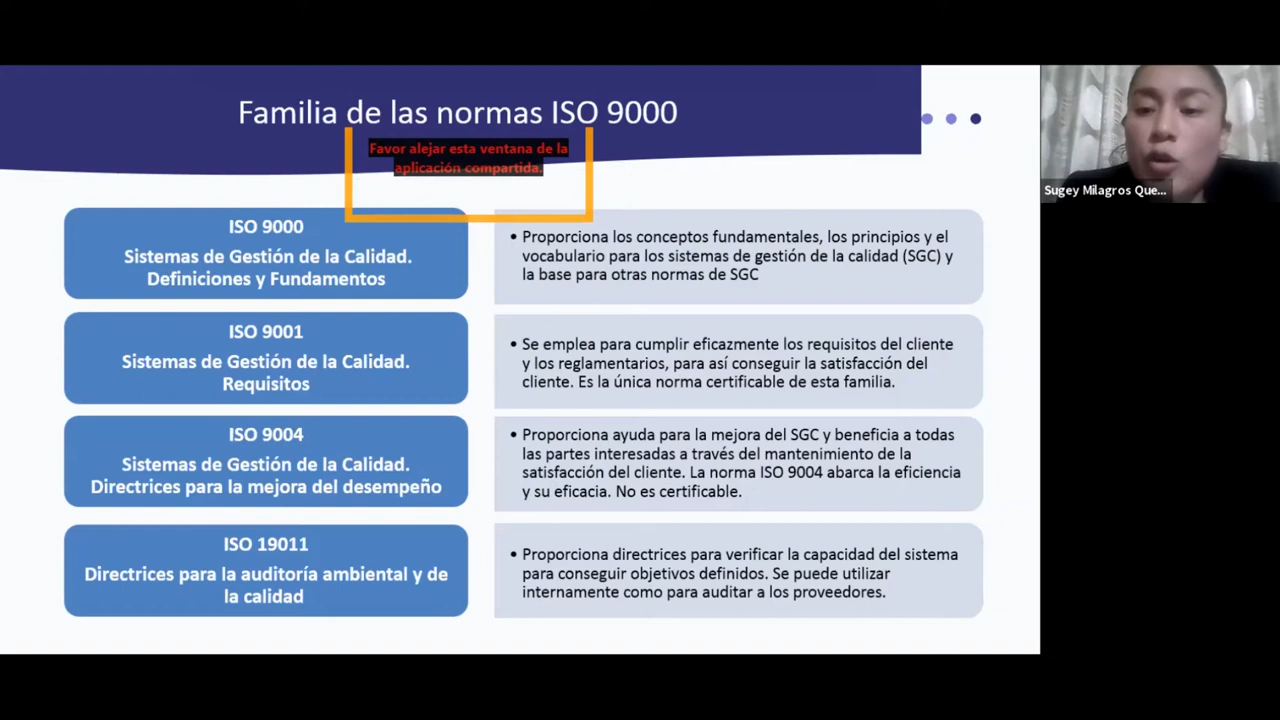 Familia de las normas ISO 9000
Favor alejar esta ventana de la
aplicación compartida.
Sugey Milagros Que...
ISO 9000
Sistemas de Gestión de la Calidad.
Definiciones y Fundamentos
• Proporciona los conceptos fundamentales, los principios y el
vocabulario para los sistemas de gestión de la calidad (SGC) y
la base para otras normas de SGC
ISO 9001
Sistemas de Gestión de la Calidad.
Requisitos
• Se emplea para cumplir eficazmente los requisitos del cliente
y los reglamentarios, para así conseguir la satisfacción del
cliente. Es la única norma certificable de esta familia.
ISO 9004
Sistemas de Gestión de la Calidad.
Directrices para la mejora del desempeño
• Proporciona ayuda para la mejora del SGC y beneficia a todas
las partes interesadas a través del mantenimiento de la
satisfacción del cliente. La norma ISO 9004 abarca la eficiencia
y su eficacia. No es certificable.
ISO 19011
Directrices para la auditoría ambiental y de
la calidad
• Proporciona directrices para verificar la capacidad del sistema
para conseguir objetivos definidos. Se puede utilizar
internamente como para auditar a los proveedores.